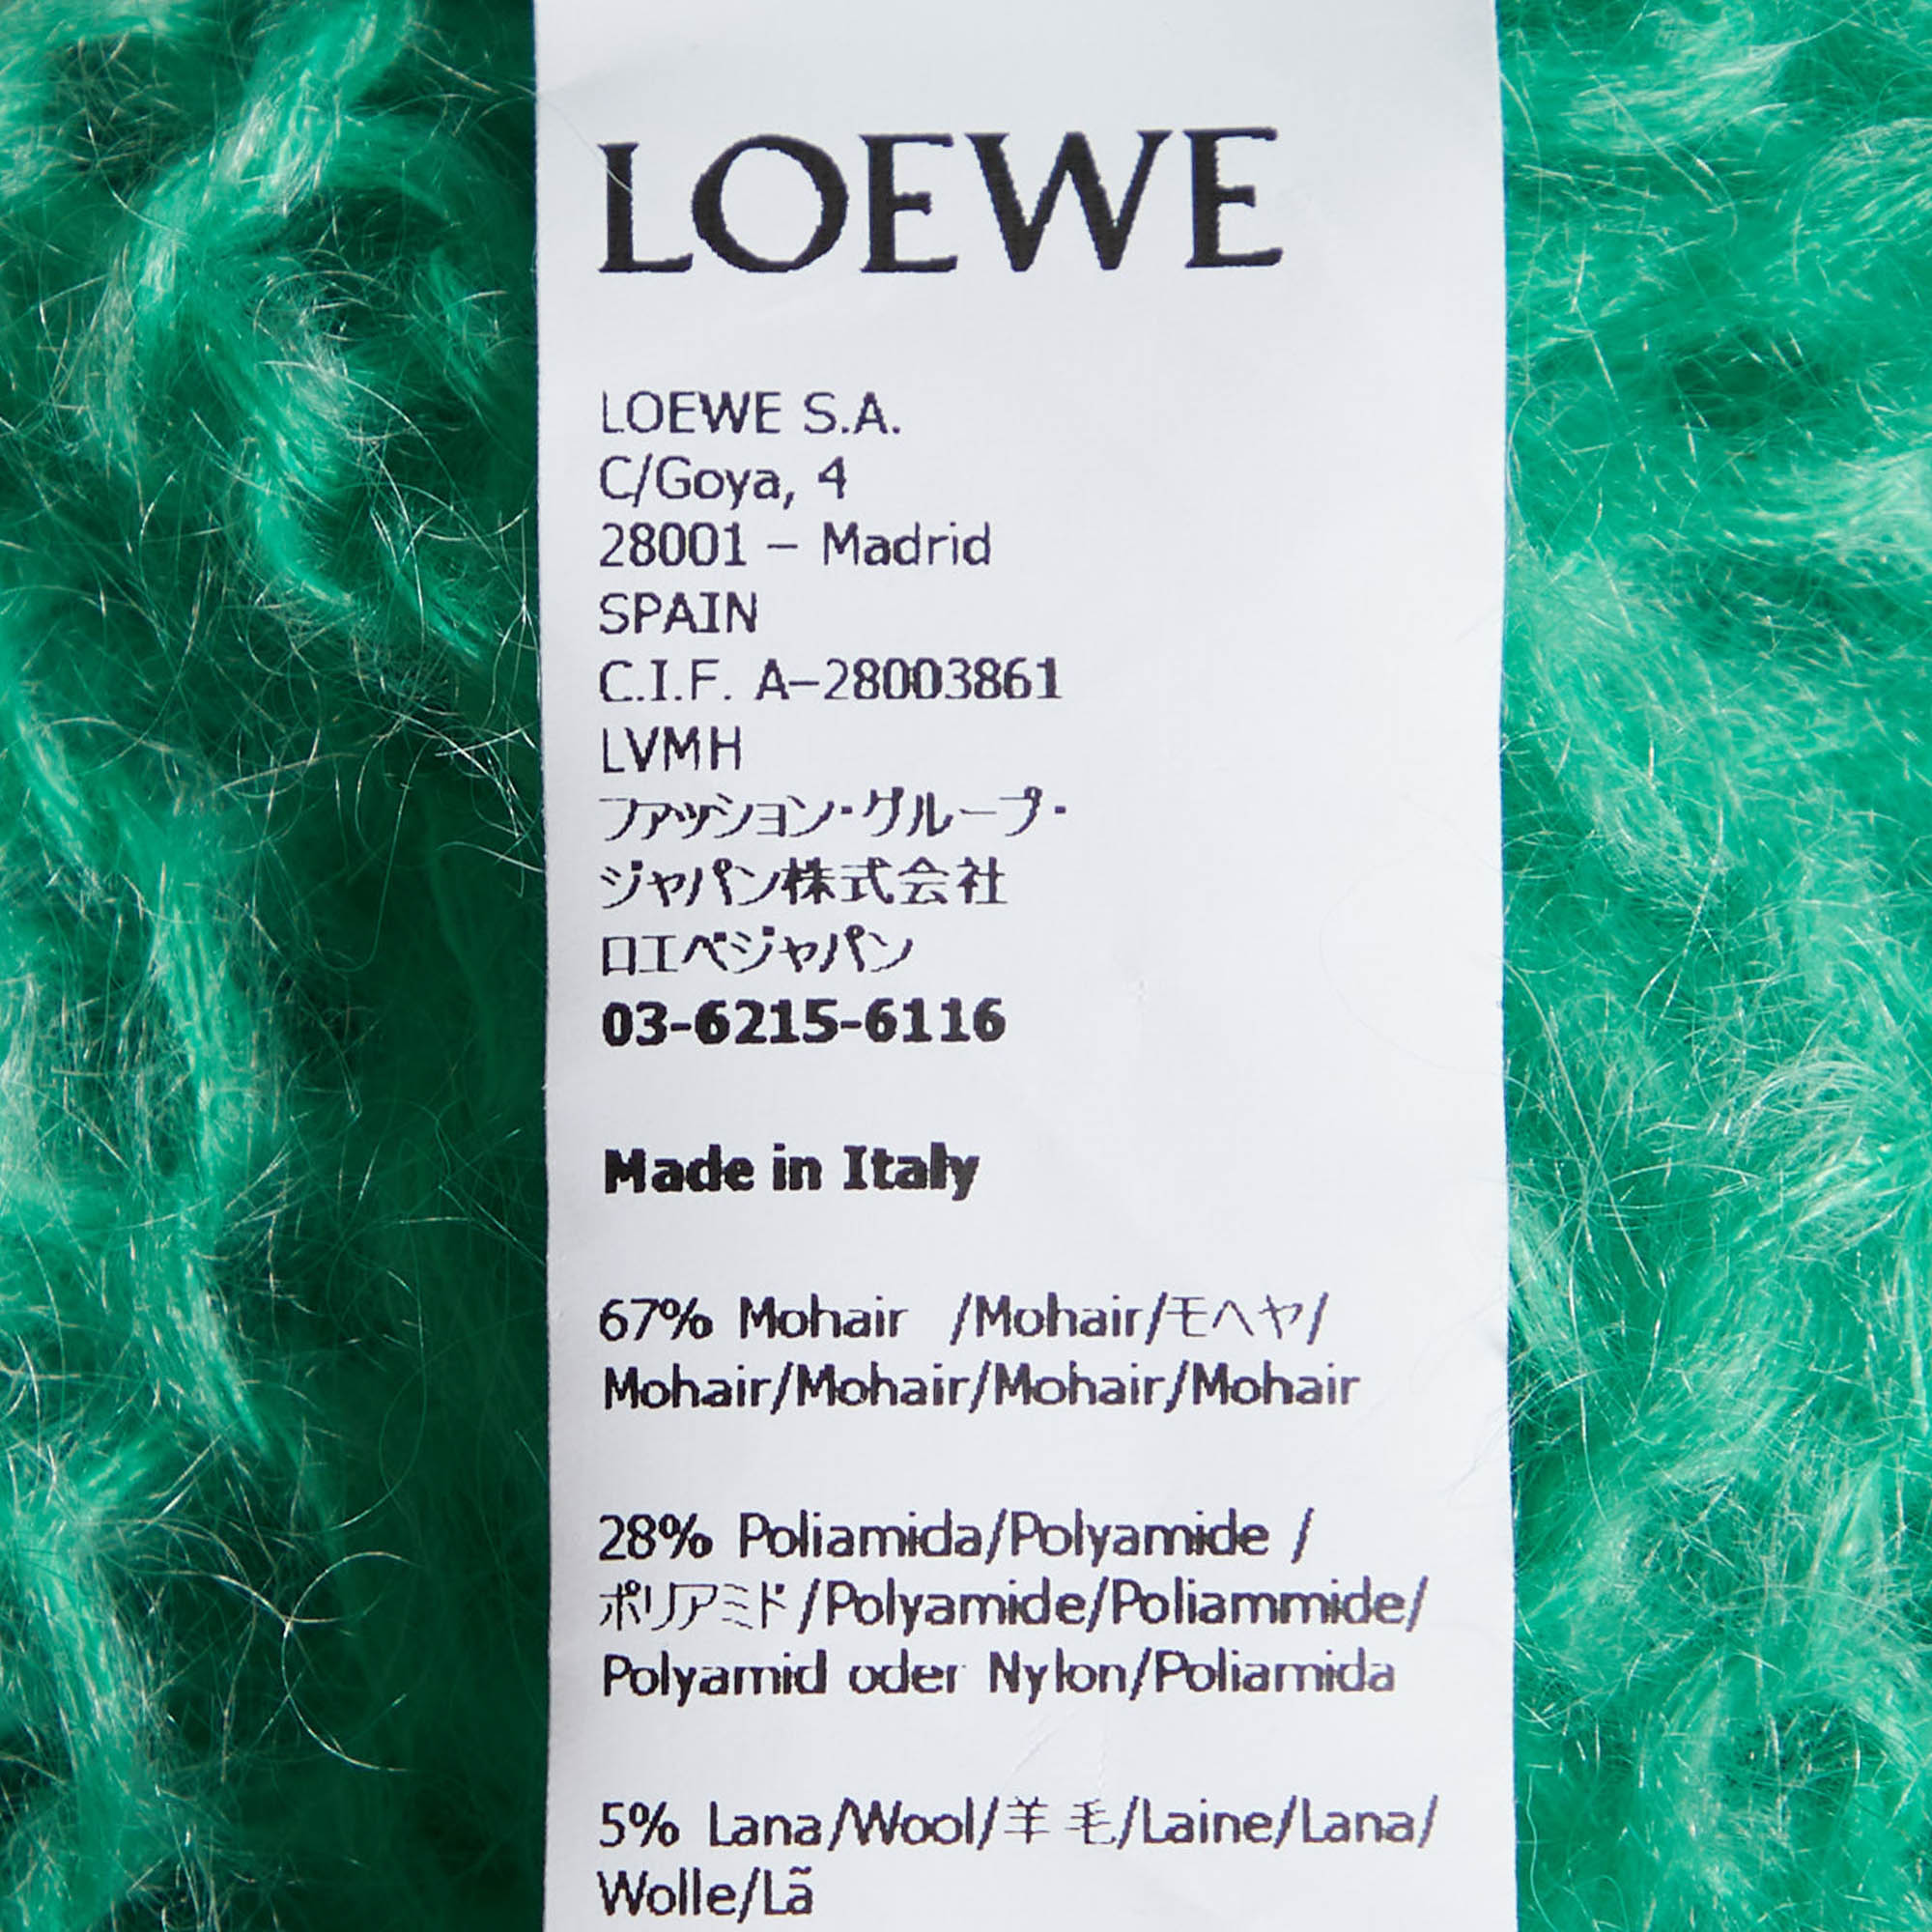 LOEWE
LOEWE S.A.
C/Goya, 4
28001 – Madrid
SPAIN
C.I.F. A–28003861
LVMH
ファッション・グループ・
ジャパン株式会社
ロエベジャパン
03-6215-6116
Made in Italy
67% Mohair /Mohair/モヘヤ/
Mohair/Mohair/Mohair/Mohair
28% Poliamida/Polyamide /
ポリアミド/Polyamide/Poliammide/
Polyamid oder Nylon/Poliamida
5% Lana/Wool/羊毛/Laine/Lana/
Wolle/Lã